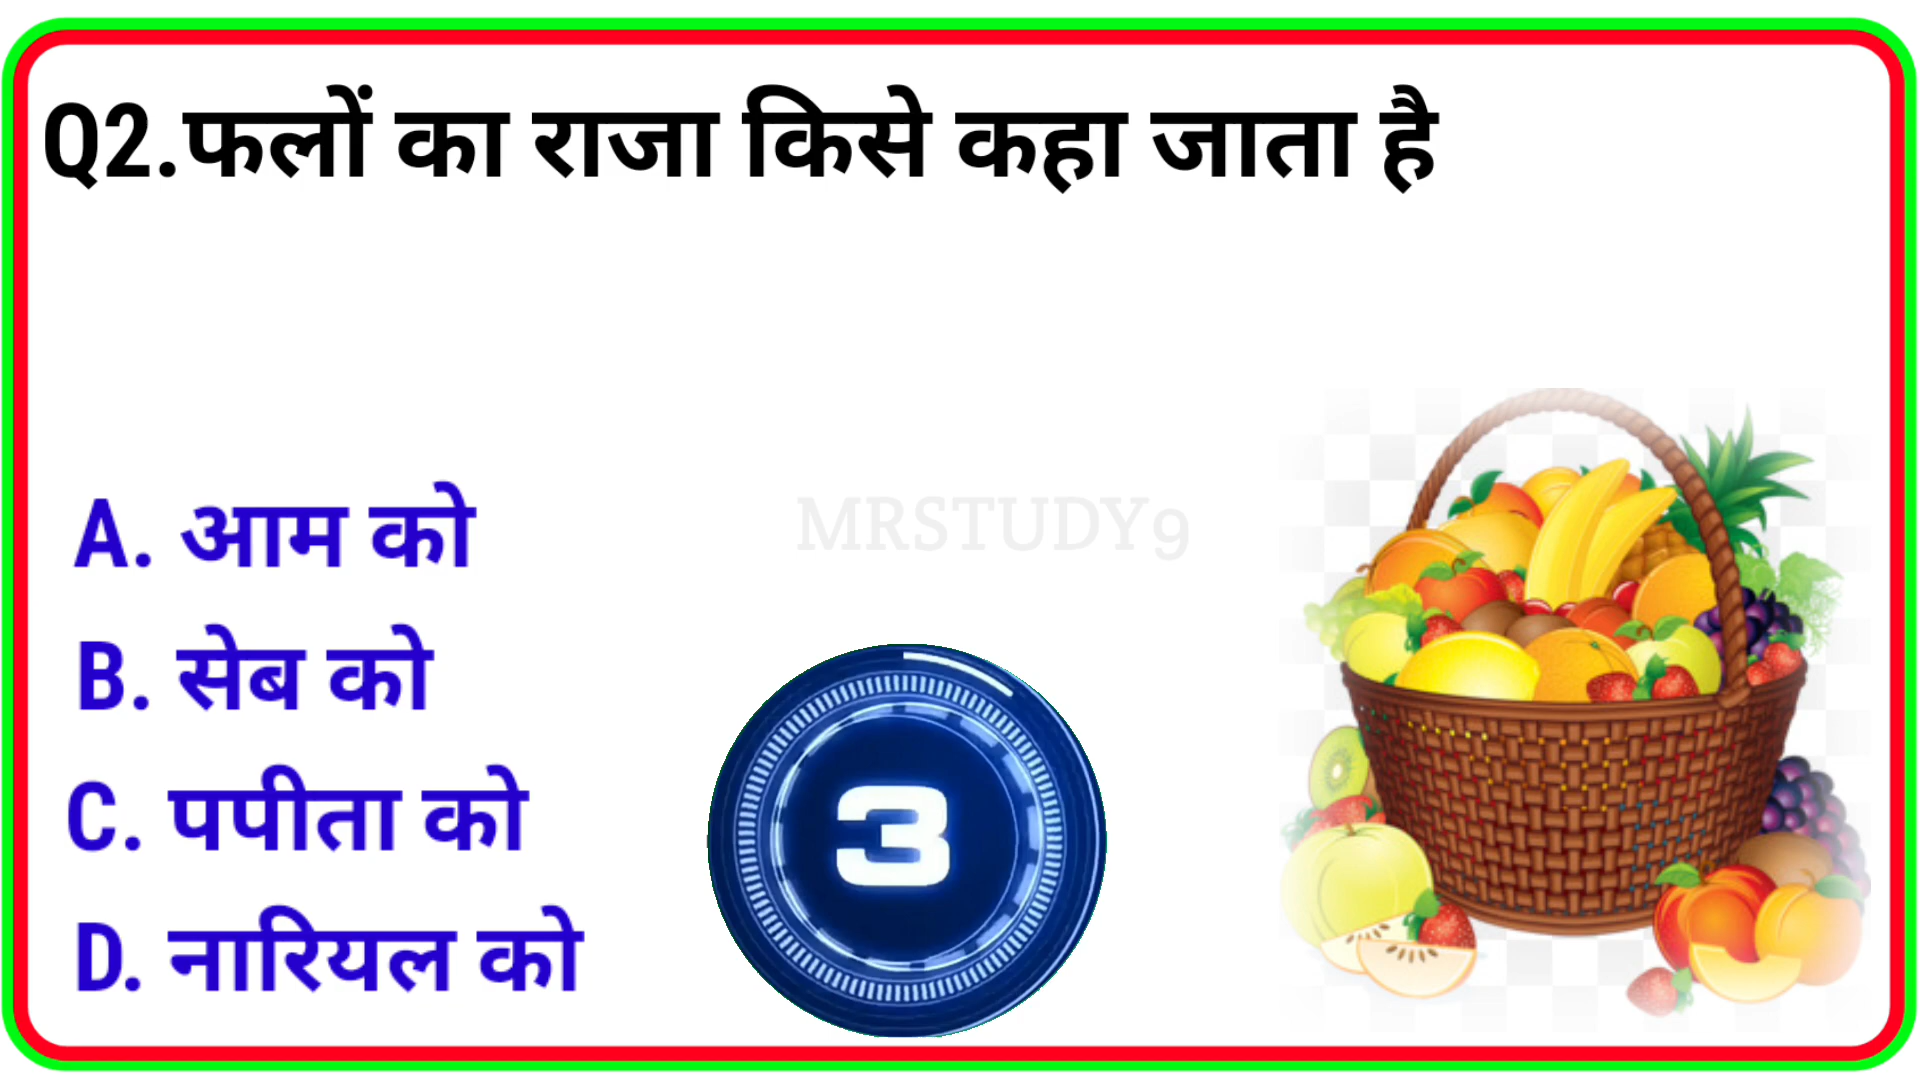 Q2.फलों का राजा किसे कहा जाता है
A. आम को
MRSTUDY9
B. सेब को
C. पपीता को
3
D. नारियल को